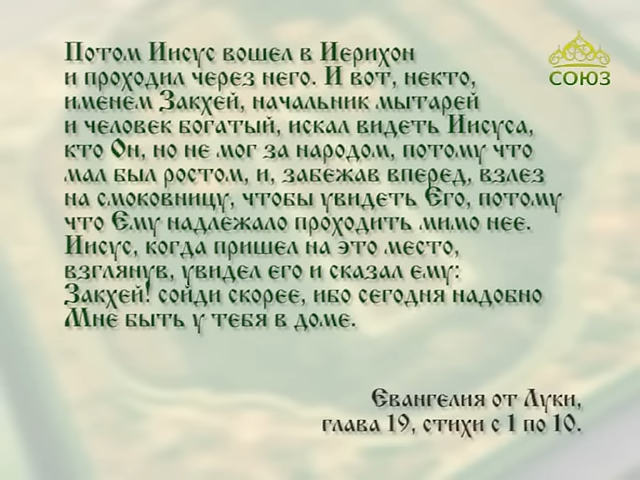 Потом Иисус вошел в Иерихон
и проходил через него. И вот, некто,
именем Закхей, начальник мытарей
и человек богатый, искал видеть Иисуса,
кто Он, но не мог за народом, потому что
мал был ростом, и, забежав вперед, взлез
на смоковницу, чтобы увидеть Его, потому
что Ему надлежало проходить мимо нее.
Иисус, когда пришел на это место,
взглянув, увидел его и сказал ему:
Закхей! сойди скорее, ибо сегодня надобно
Мне быть у тебя в доме.
Евангелия от Луки,
глава 19, стихи с 1 по 10.
СОЮЗ